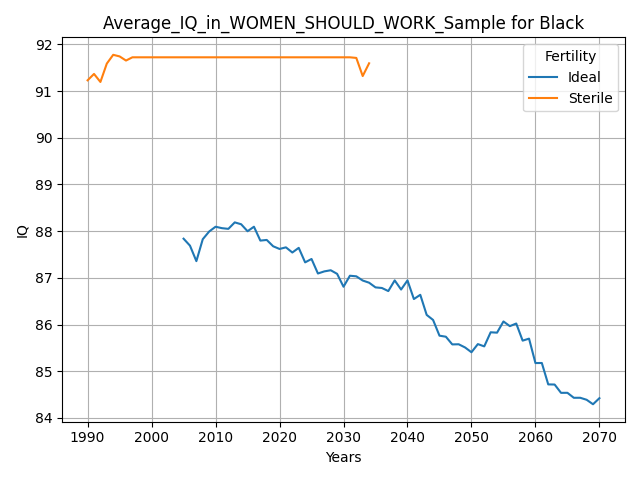 Average_IQ_in_WOMEN_SHOULD_WORK_Sample for Black
92
91
90
89
88
87
86
85
84
IQ
Fertility
Ideal
Sterile
1990 2000 2010 2020 2030 2040 2050 2060 2070
Years